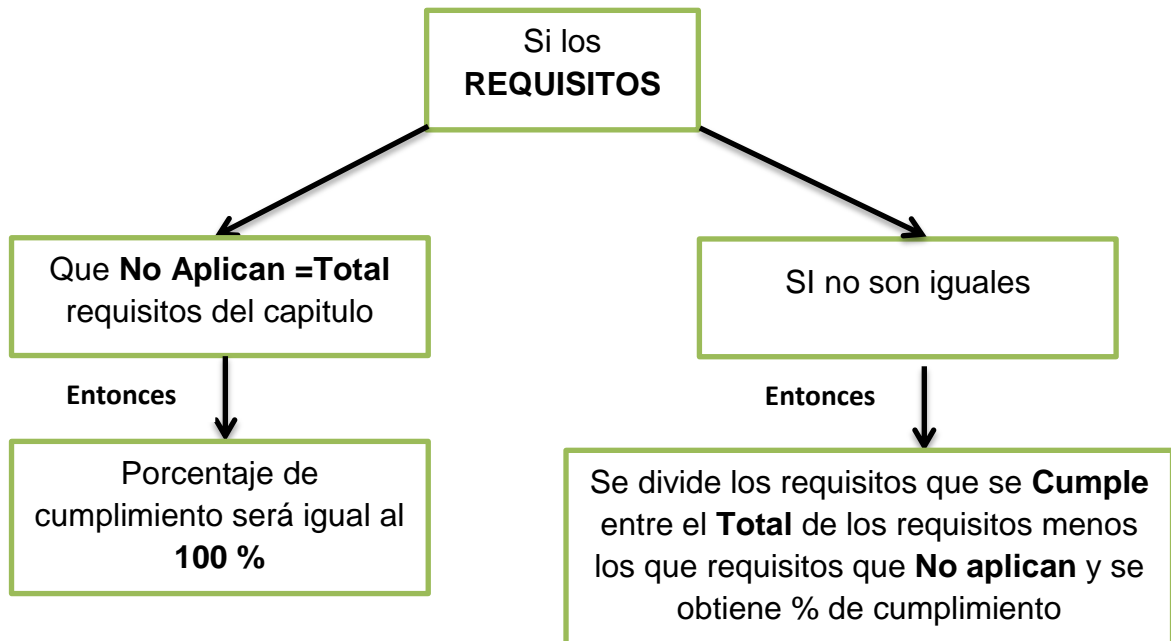 Si los
REQUISITOS
Que No Aplican =Total
requisitos del capitulo
SI no son iguales
Entonces
Entonces
Porcentaje de
cumplimiento será igual al
100 %
Se divide los requisitos que se Cumple
entre el Total de los requisitos menos
los que requisitos que No aplican y se
obtiene % de cumplimiento